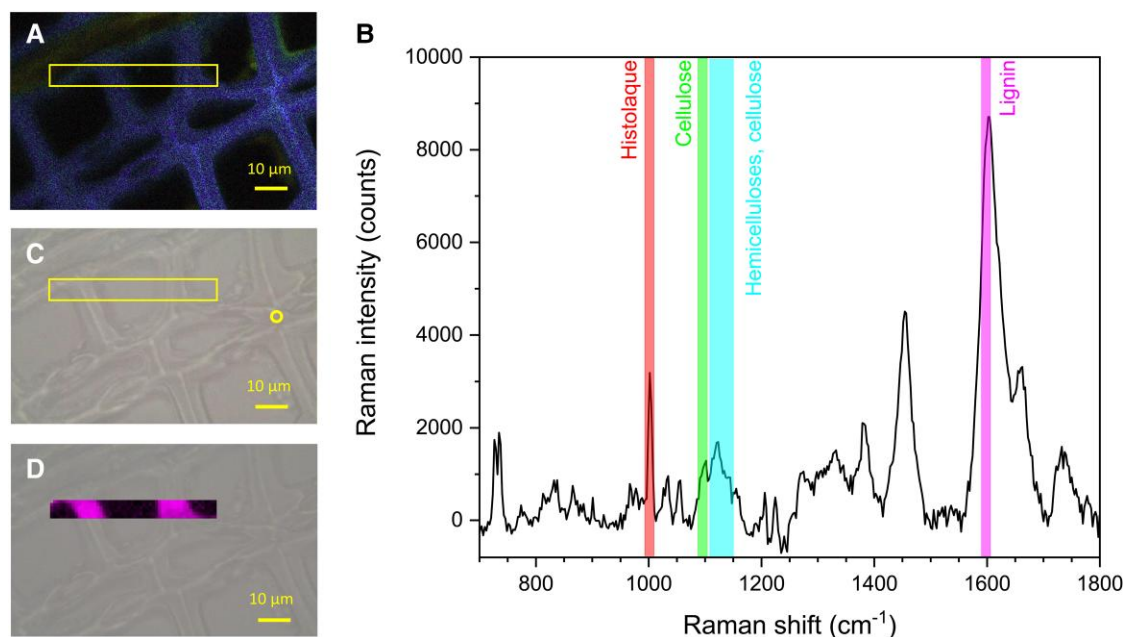 A
10 µm
C
10 µm
D
10 µm
B
10000
8000
6000
4000
2000
0
Raman intensity (counts)
Histolaque
Cellulose
Hemicelluloses, cellulose
Lignin
800 1000 1200 1400 1600 1800
Raman shift (cm⁻¹)